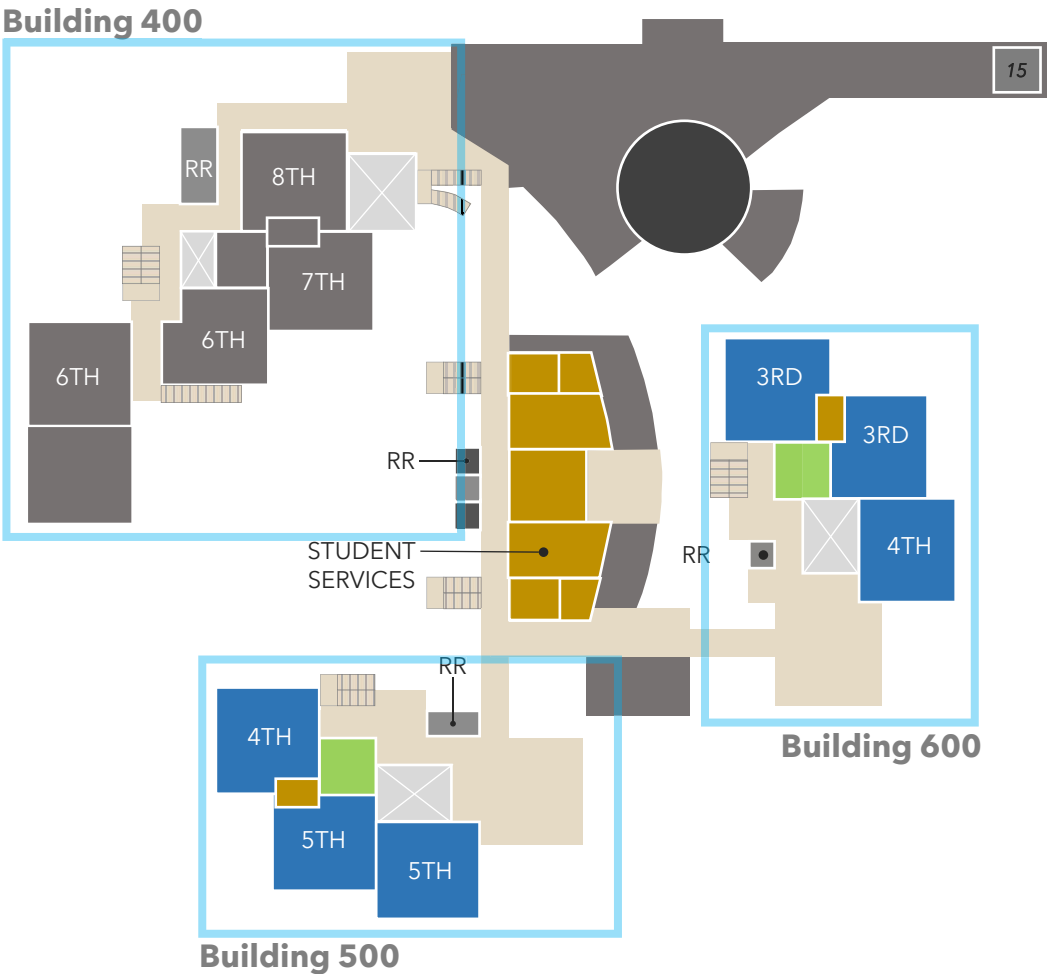 Building 400
15
RR
8TH
7TH
6TH
6TH
3RD
3RD
RR
STUDENT
SERVICES
RR
4TH
RR
4TH
Building 600
5TH
5TH
Building 500